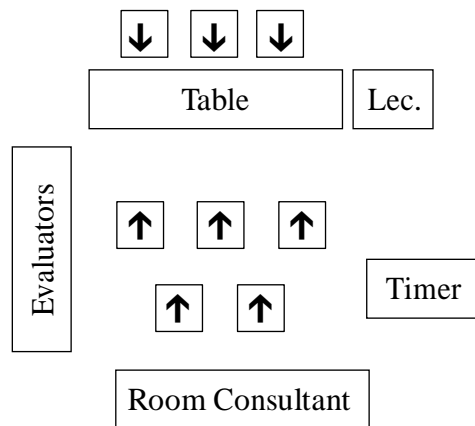 Table
Lec.
Evaluators
Timer
Room Consultant